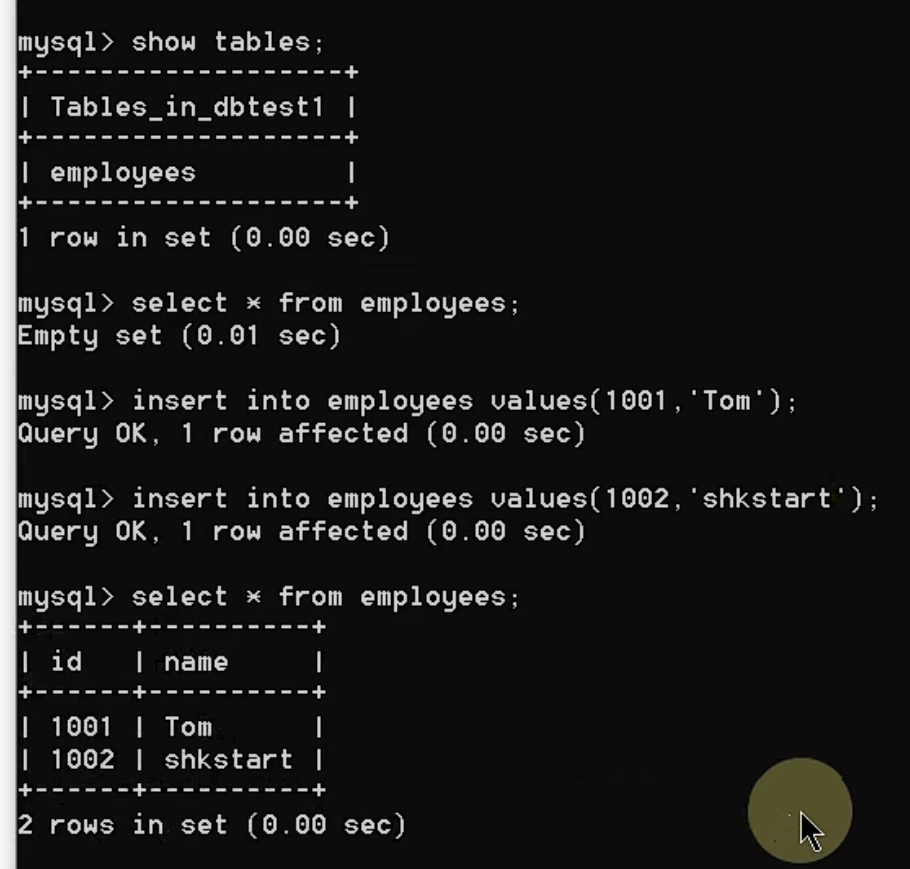 mysql> show tables;
+-------------------+
| Tables_in_dbtest1 |
+-------------------+
| employees         |
+-------------------+
1 row in set (0.00 sec)
mysql> select * from employees;
Empty set (0.01 sec)
mysql> insert into employees values(1001,'Tom');
Query OK, 1 row affected (0.00 sec)
mysql> insert into employees values(1002,'shkstart');
Query OK, 1 row affected (0.00 sec)
mysql> select * from employees;
+------+----------+
| id   | name     |
+------+----------+
| 1001 | Tom      |
| 1002 | shkstart |
+------+----------+
2 rows in set (0.00 sec)